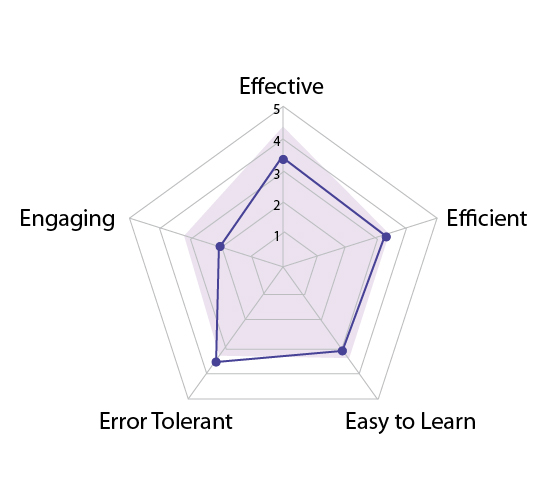 Effective
5
4
3
2
1
Engaging
Efficient
Error Tolerant
Easy to Learn